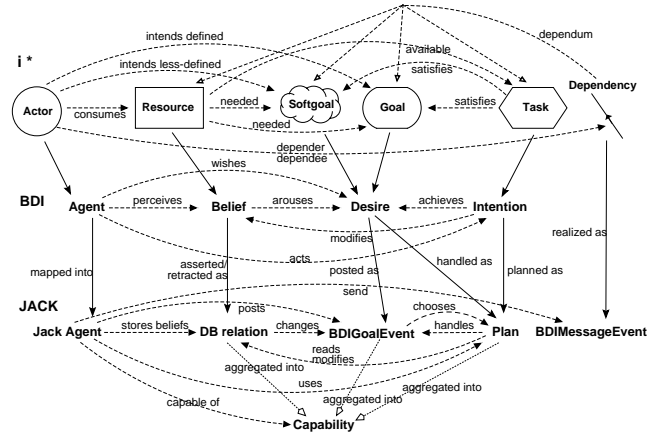 intends defined
dependum
i *
available
intends less-defined
satisfies
Dependency
Actor
Resource
Softgoal
Goal
Task
consumes
needed
satisfies
needed
depender
dependee
wishes
BDI
Agent
perceives
Belief
arouses
Desire
achieves
Intention
modifies
realized as
acts
mapped into
asserted/
retracted as
posted as
handled as
planned as
send
JACK
posts
chooses
Jack Agent
stores beliefs
DB relation
changes
BDIGoalEvent
handles
Plan
BDIMessageEvent
reads
modifies
aggregated into
uses
aggregated into
aggregated into
capable of
Capability